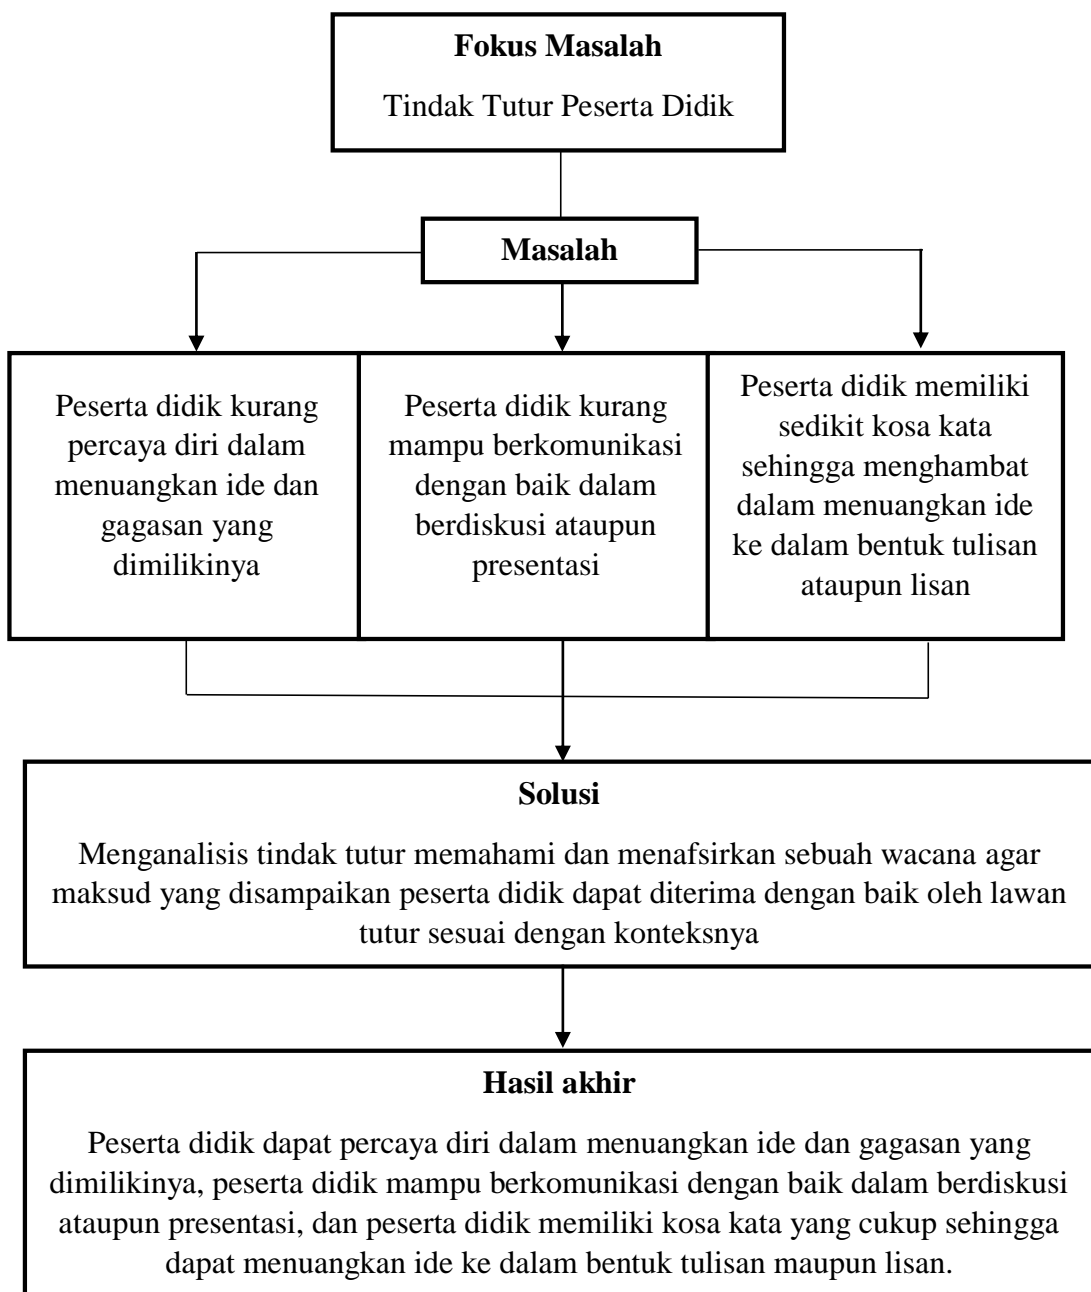 Fokus Masalah
Tindak Tutur Peserta Didik
Masalah
Peserta didik kurang
percaya diri dalam
menuangkan ide dan
gagasan yang
dimilikinya
Peserta didik kurang
mampu berkomunikasi
dengan baik dalam
berdiskusi ataupun
presentasi
Peserta didik memiliki
sedikit kosa kata
sehingga menghambat
dalam menuangkan ide
ke dalam bentuk tulisan
ataupun lisan
Solusi
Menganalisis tindak tutur memahami dan menafsirkan sebuah wacana agar
maksud yang disampaikan peserta didik dapat diterima dengan baik oleh lawan
tutur sesuai dengan konteksnya
Hasil akhir
Peserta didik dapat percaya diri dalam menuangkan ide dan gagasan yang
dimilikinya, peserta didik mampu berkomunikasi dengan baik dalam berdiskusi
ataupun presentasi, dan peserta didik memiliki kosa kata yang cukup sehingga
dapat menuangkan ide ke dalam bentuk tulisan maupun lisan.